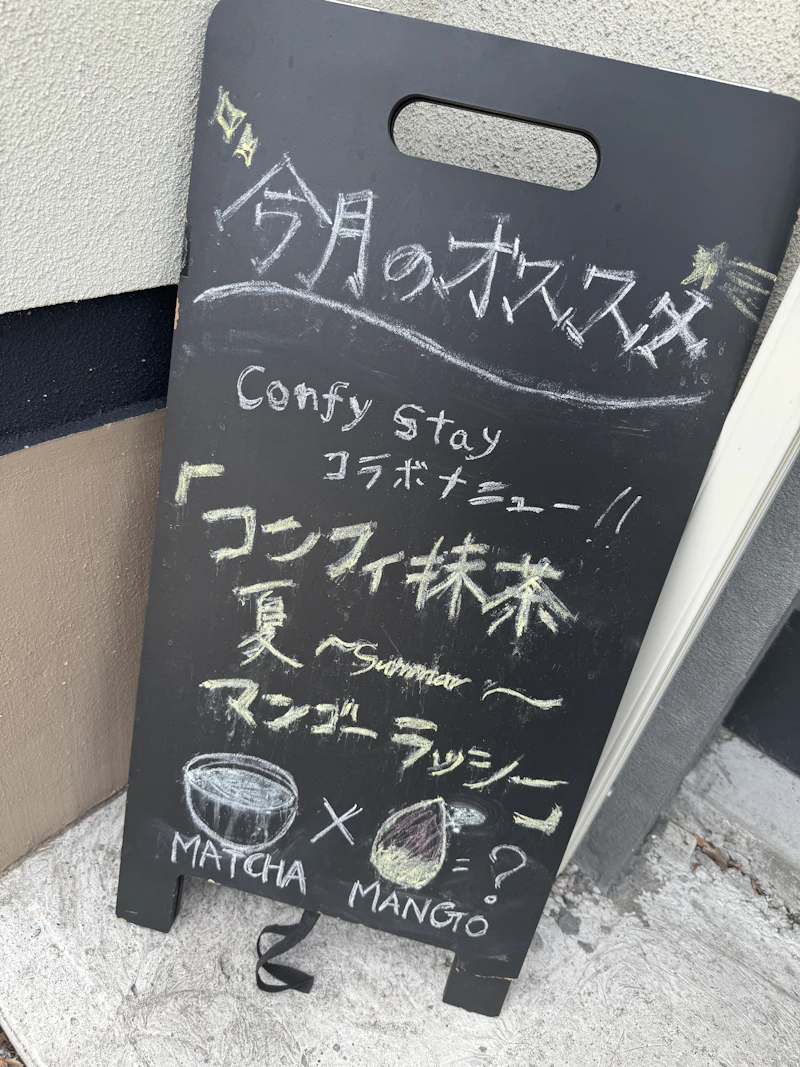 今月のオススメ
Confy Stay
コラボメニュー!!
「コンフィ抹茶
夏 〜Summar〜
マンゴーラッシー」
× = ?
MATCHA MANGO